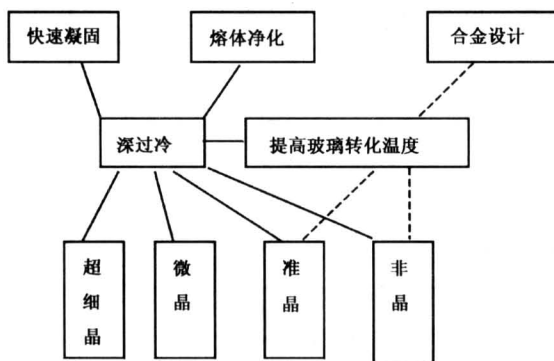 快速凝固
熔体净化
合金设计
深过冷
提高玻璃转化温度
超细晶
微晶
准晶
非晶